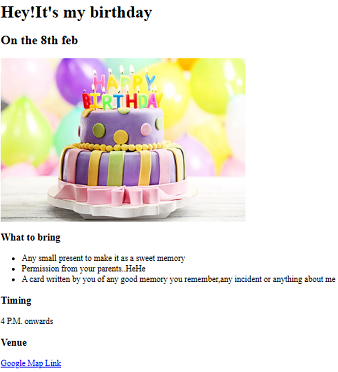 Hey!It's my birthday
On the 8th feb
HAPPY
BIRTHDAY
What to bring
Any small present to make it as a sweet memory
Permission from your parents..HeHe
A card written by you of any good memory you remember,any incident or anything about me
Timing
4 P.M. onwards
Venue
Google Map Link